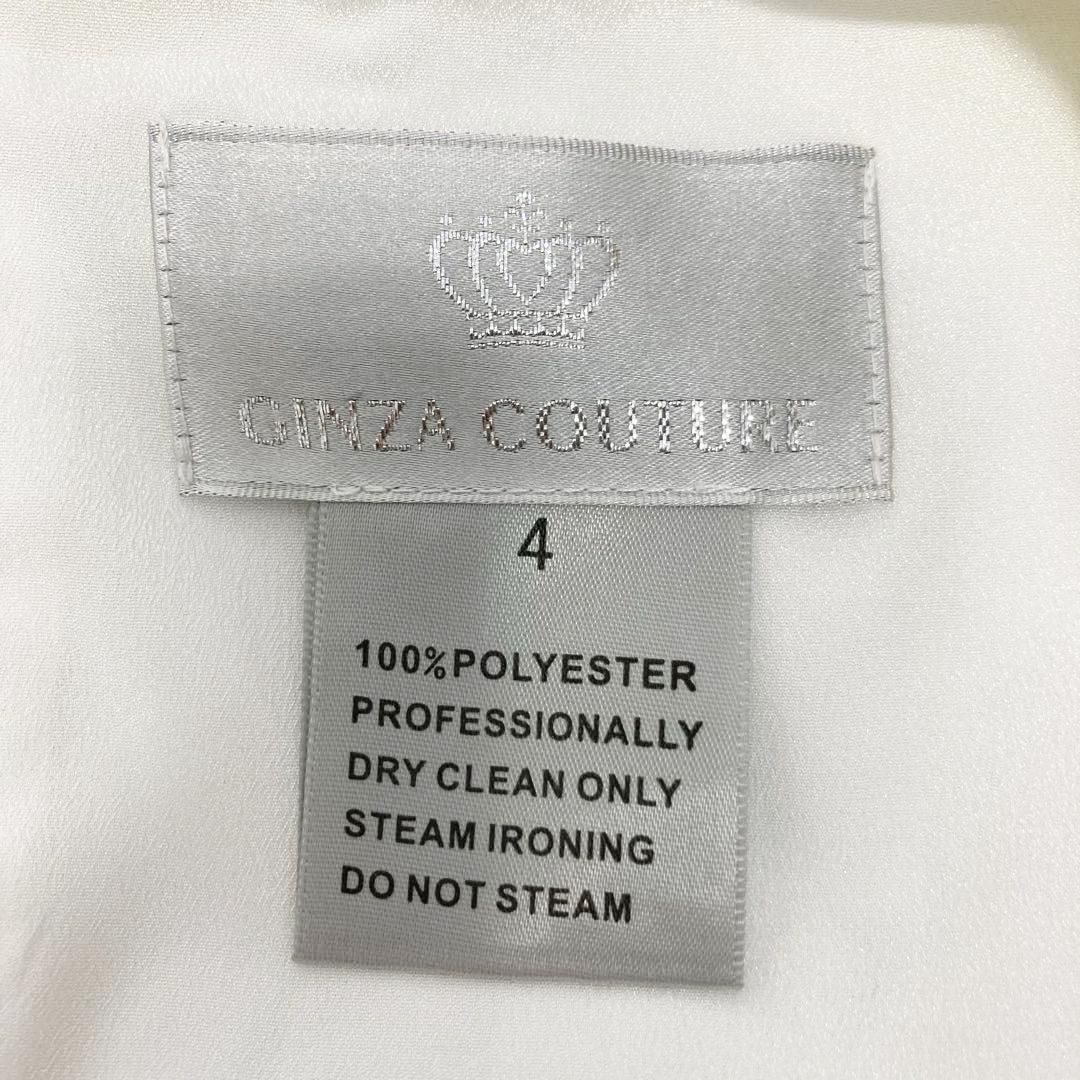 GINZA COUTURE
4
100%POLYESTER
PROFESSIONALLY
DRY CLEAN ONLY
STEAM IRONING
DO NOT STEAM